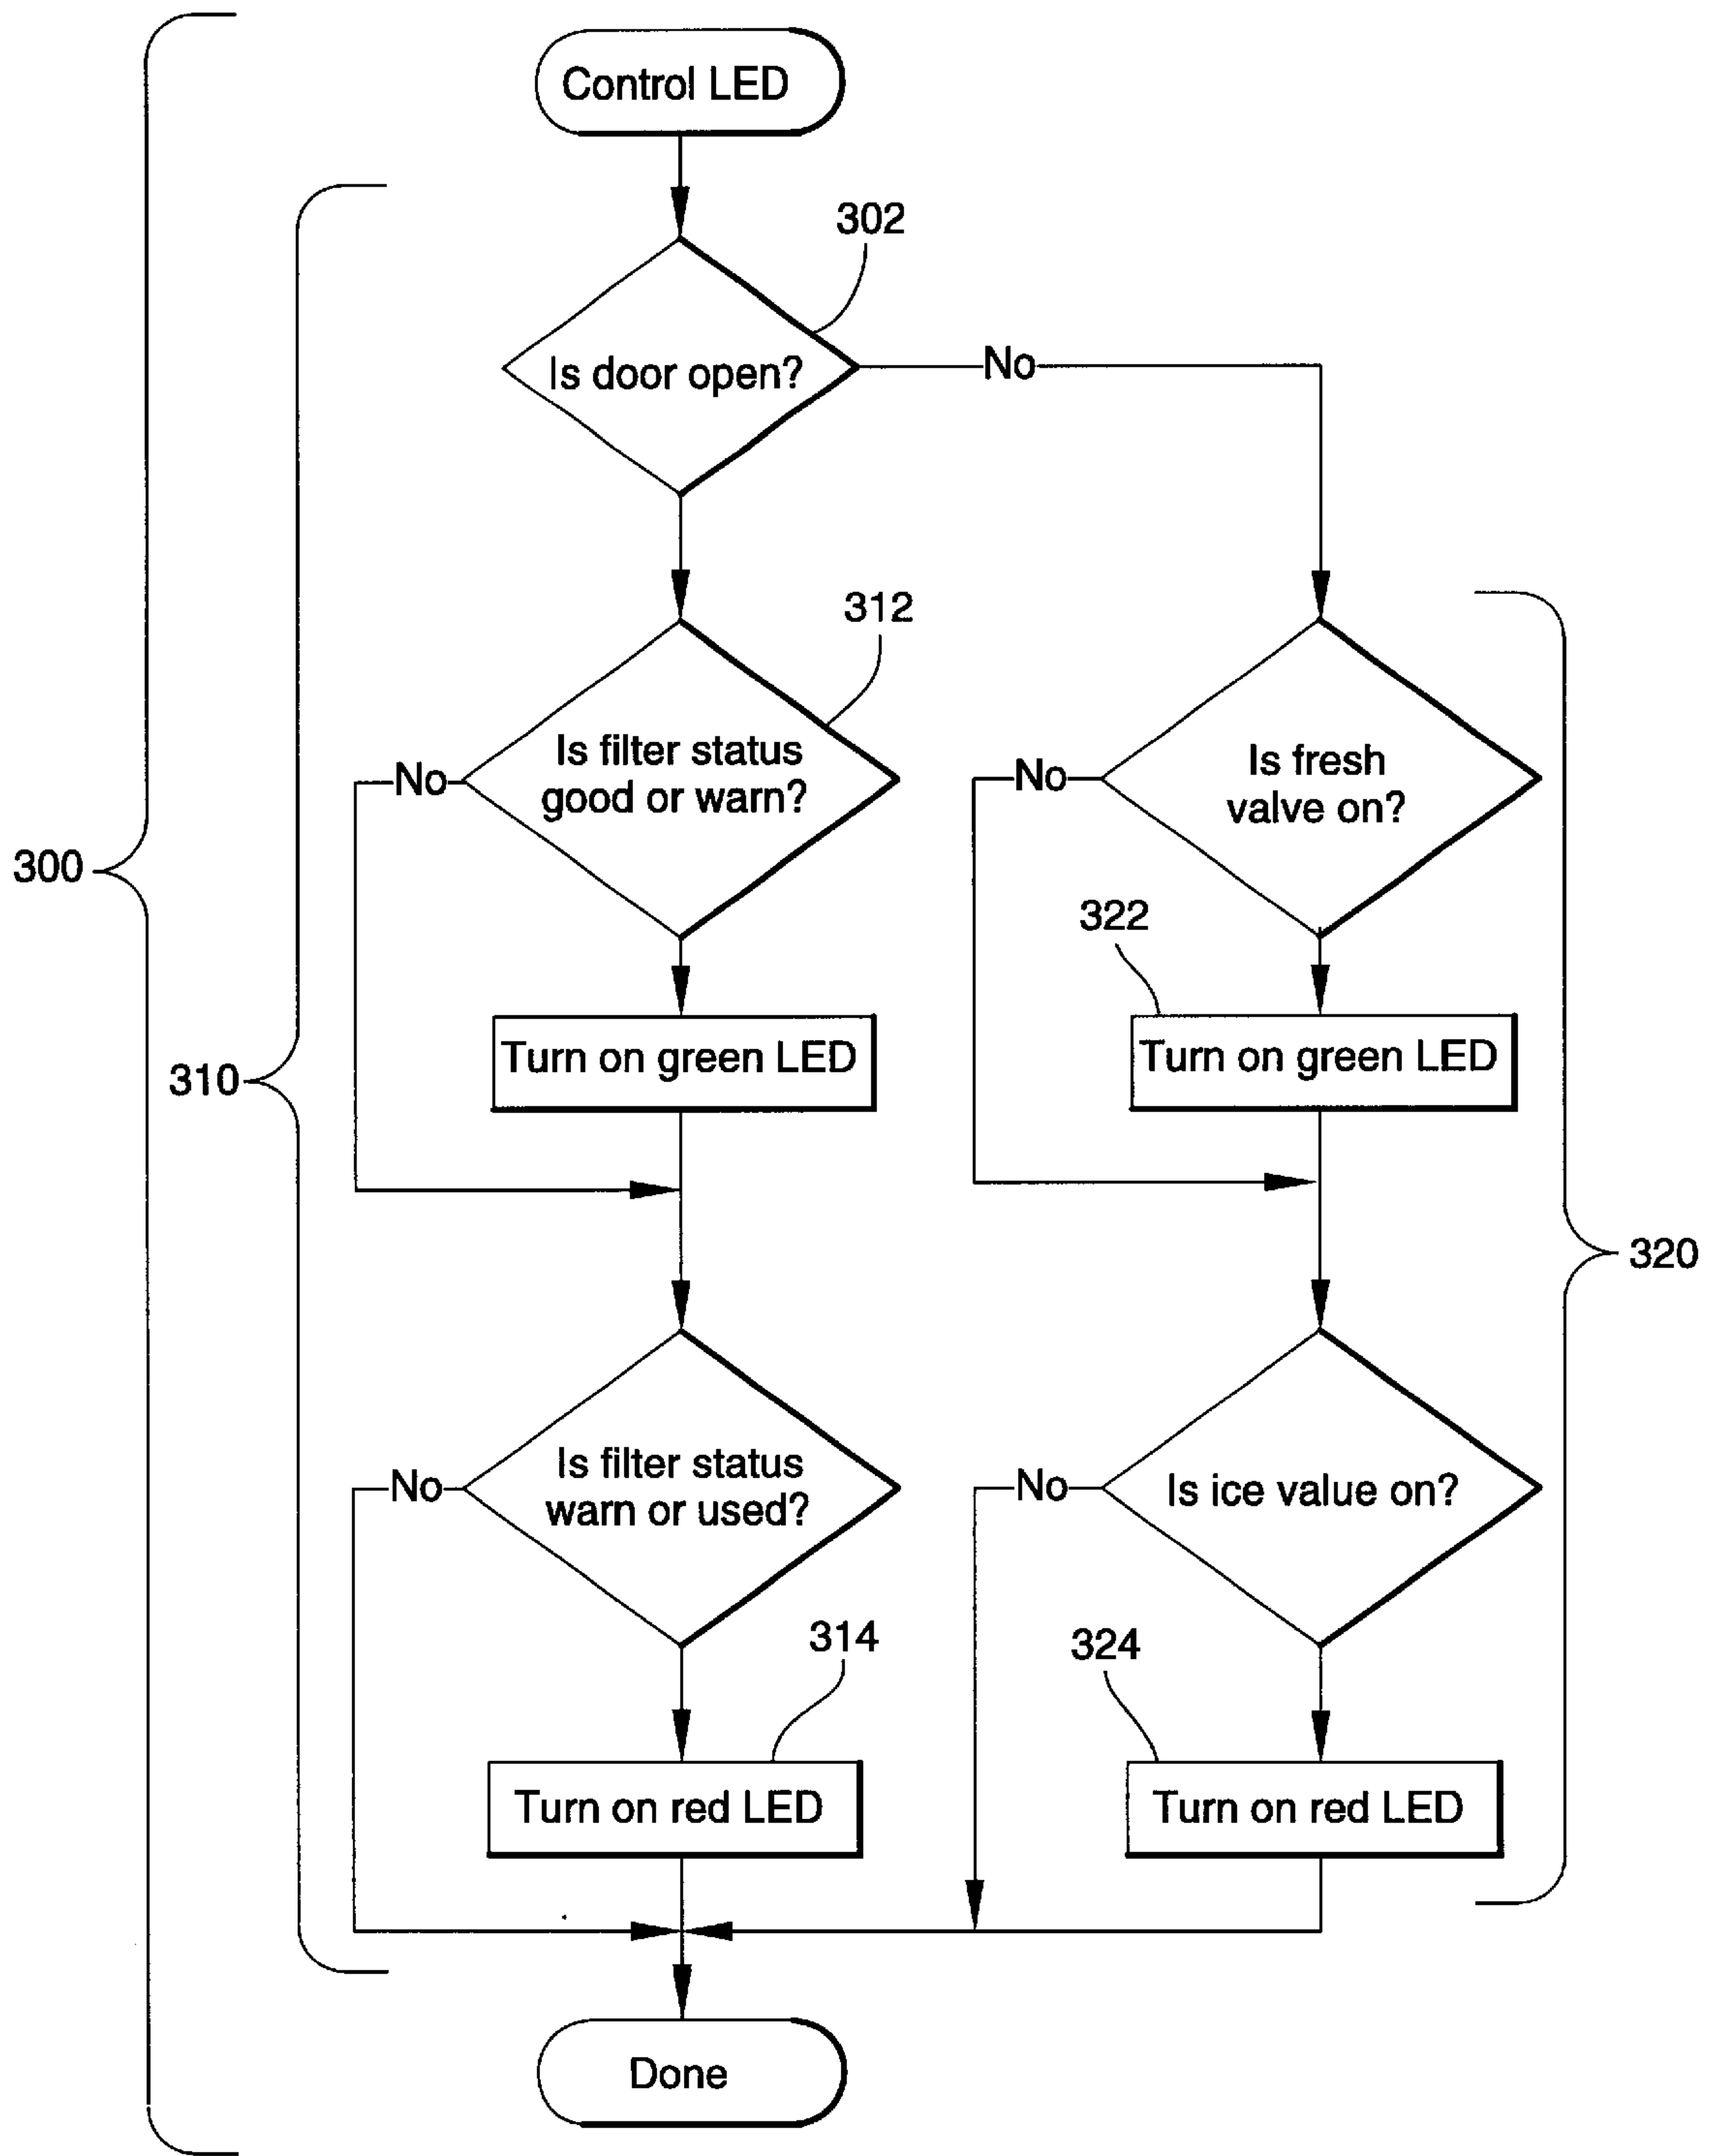 Control LED
302
Is door open?
No
312
Is filter status
good or warn?
No
Is fresh
valve on?
No
300
322
Turn on green LED
Turn on green LED
310
320
Is filter status
warn or used?
No
Is ice value on?
No
314
324
Turn on red LED
Turn on red LED
Done